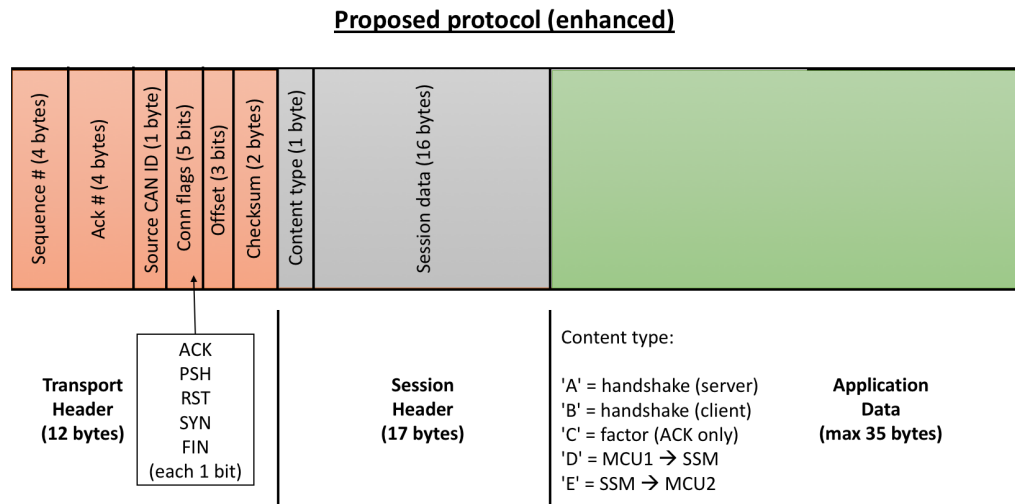 Proposed protocol (enhanced)
Sequence # (4 bytes)
Ack # (4 bytes)
Source CAN ID (1 byte)
Conn flags (5 bits)
Offset (3 bits)
Checksum (2 bytes)
Content type (1 byte)
Session data (16 bytes)
Transport
Header
(12 bytes)
ACK
PSH
RST
SYN
FIN
(each 1 bit)
Session
Header
(17 bytes)
Content type:
'A' = handshake (server)
'B' = handshake (client)
'C' = factor (ACK only)
'D' = MCU1 → SSM
'E' = SSM → MCU2
Application
Data
(max 35 bytes)